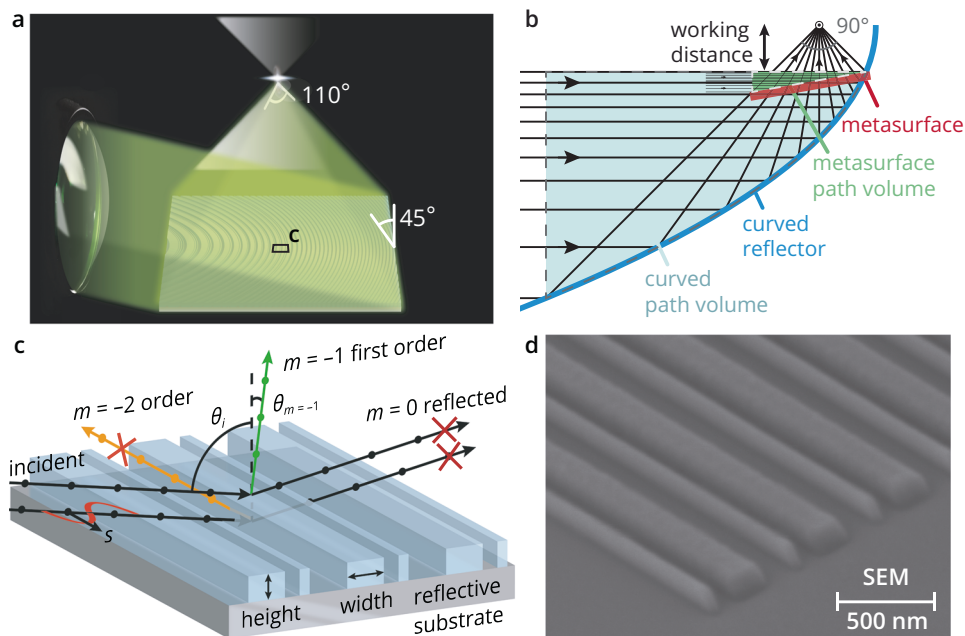 a
110°
45°
c
b
working
distance
90°
metasurface
metasurface
path volume
curved
reflector
curved
path volume
c
m = −1 first order
m = −2 order
θi
θm=−1
m = 0 reflected
incident
s
height
width
reflective
substrate
d
SEM
500 nm